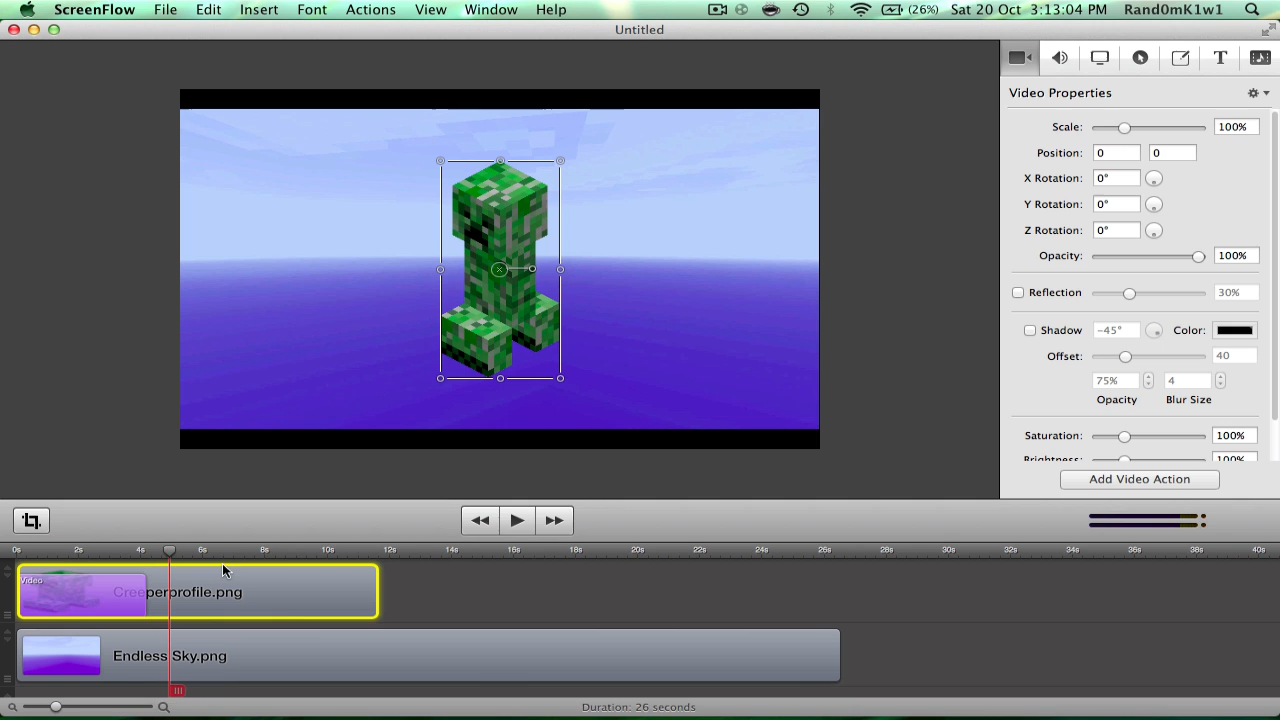 ScreenFlow File Edit Insert Font Actions View Window Help (26%) Sat 20 Oct 3:13:04 PM Rand0mK1w1
Untitled
T
Video Properties
Scale: 100%
Position: 0 0
X Rotation: 0°
Y Rotation: 0°
Z Rotation: 0°
Opacity: 100%
Reflection 30%
Shadow -45° Color:
Offset: 40
75% 4
Opacity Blur Size
Saturation: 100%
Brightness: 100%
Add Video Action
0s 2s 4s 6s 8s 10s 12s 14s 16s 18s 20s 22s 24s 26s 28s 30s 32s 34s 36s 38s 40s
Video
Creeperprofile.png
Endless Sky.png
Duration: 26 seconds